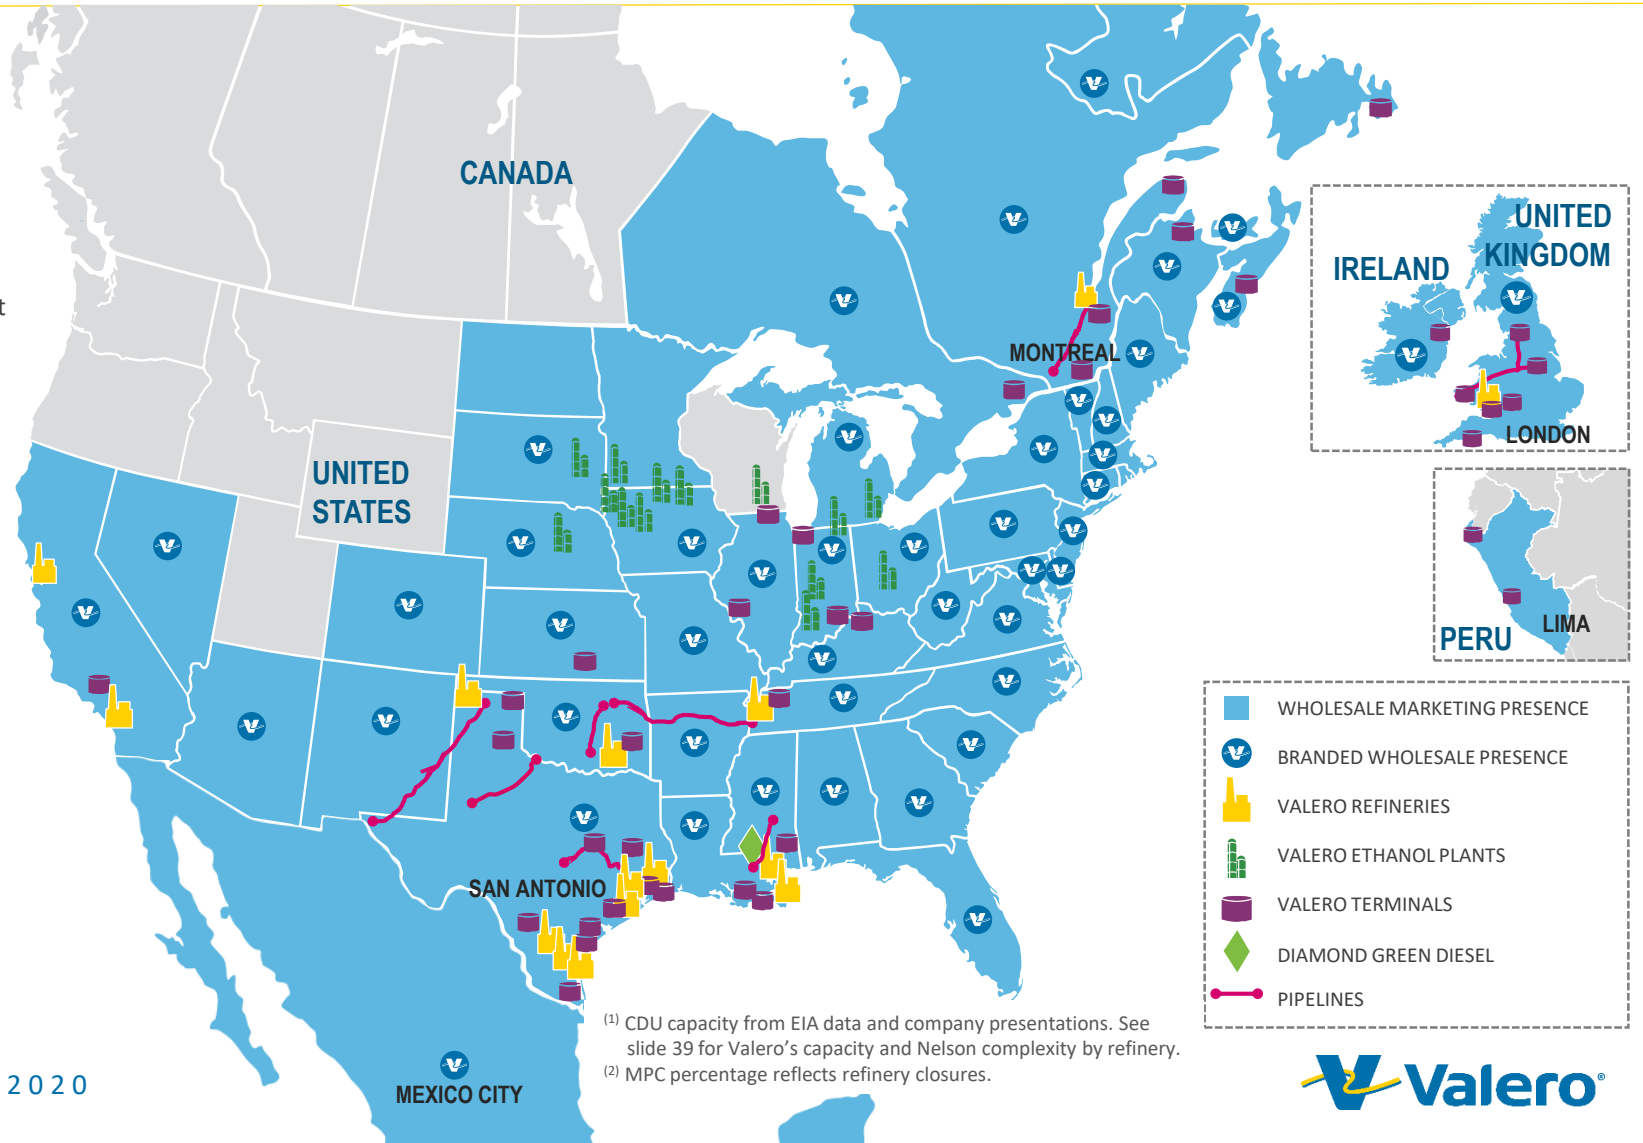 CANADA
t
UNITED
KINGDOM
IRELAND
MONTREAL
LONDON
UNITED
STATES
PERU
LIMA
WHOLESALE MARKETING PRESENCE
BRANDED WHOLESALE PRESENCE
VALERO REFINERIES
VALERO ETHANOL PLANTS
VALERO TERMINALS
DIAMOND GREEN DIESEL
PIPELINES
SAN ANTONIO
MEXICO CITY
(1) CDU capacity from EIA data and company presentations. See
slide 39 for Valero’s capacity and Nelson complexity by refinery.
(2) MPC percentage reflects refinery closures.
2020
Valero®